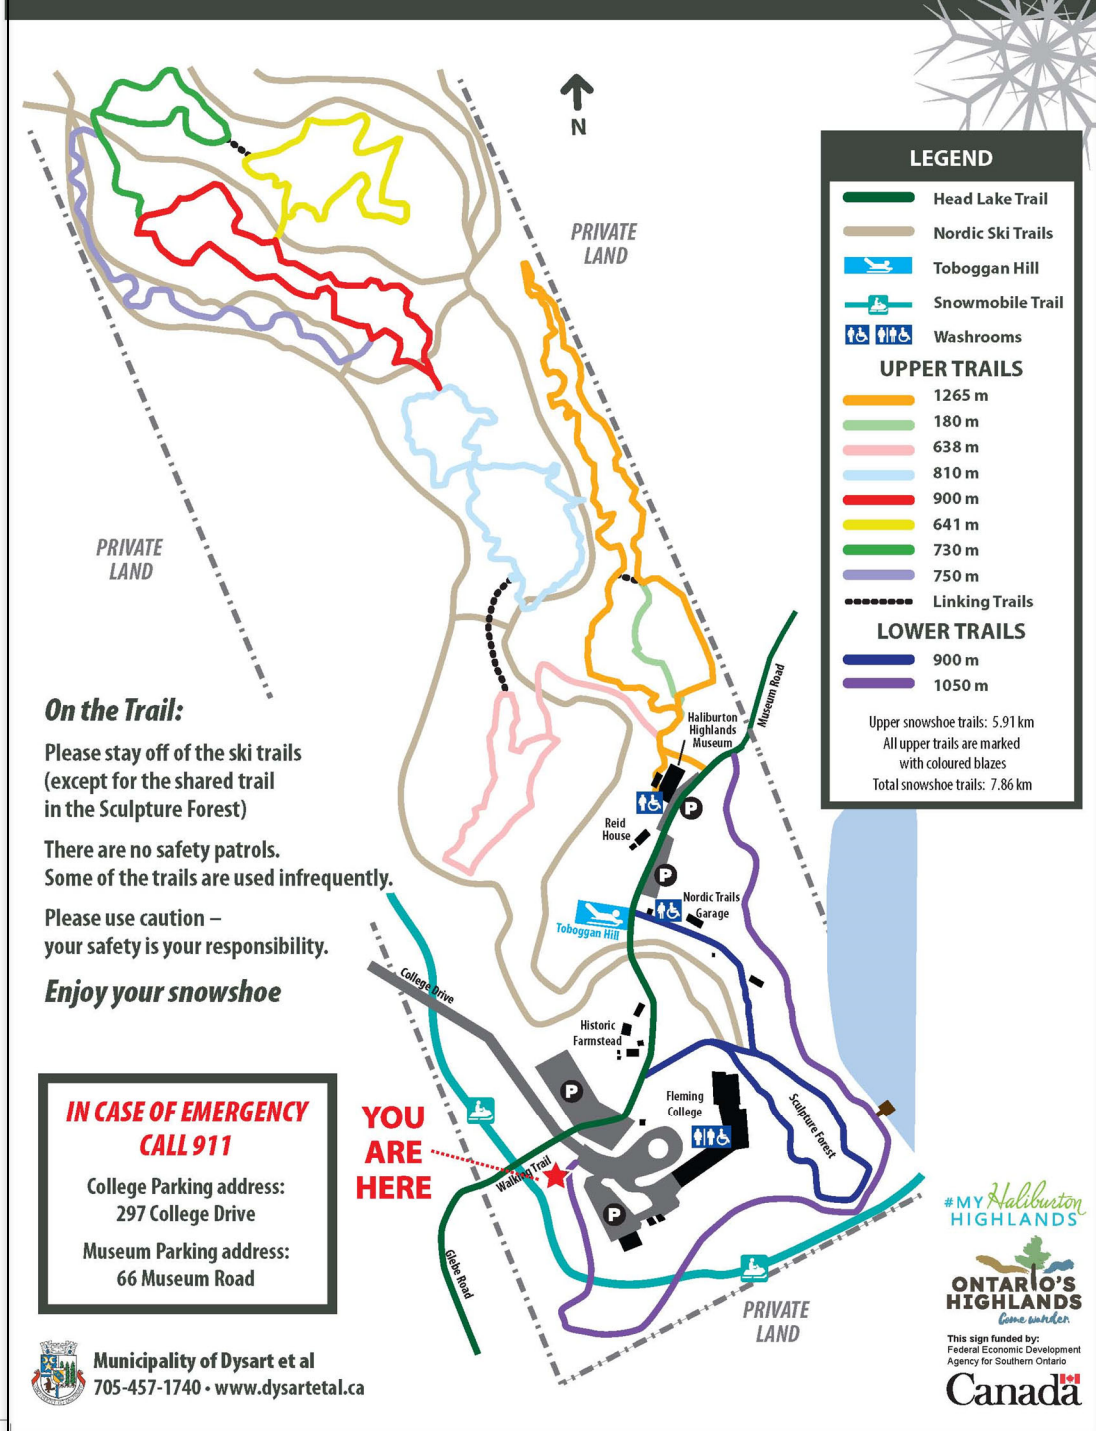 N
PRIVATE
LAND
LEGEND
Head Lake Trail
Nordic Ski Trails
Toboggan Hill
Snowmobile Trail
Washrooms
UPPER TRAILS
1265 m
180 m
638 m
810 m
900 m
641 m
730 m
750 m
Linking Trails
LOWER TRAILS
900 m
1050 m
Upper snowshoe trails: 5.91 km
All upper trails are marked
with coloured blazes
Total snowshoe trails: 7.86 km
PRIVATE
LAND
Museum Road
Haliburton
Highlands
Museum
P
Reid
House
P
Nordic Trails
Garage
Toboggan Hill
College Drive
Historic
Farmstead
P
Fleming
College
Sculpture Forest
Walking Trail
P
Glebe Road
PRIVATE
LAND
On the Trail:
Please stay off of the ski trails
(except for the shared trail
in the Sculpture Forest)
There are no safety patrols.
Some of the trails are used infrequently.
Please use caution –
your safety is your responsibility.
Enjoy your snowshoe
IN CASE OF EMERGENCY
CALL 911
College Parking address:
297 College Drive
Museum Parking address:
66 Museum Road
YOU
ARE
HERE
Municipality of Dysart et al
705-457-1740 • www.dysartetal.ca
#MY Haliburton
HIGHLANDS
ONTARIO'S
HIGHLANDS
Come wander.
This sign funded by:
Federal Economic Development
Agency for Southern Ontario
Canada